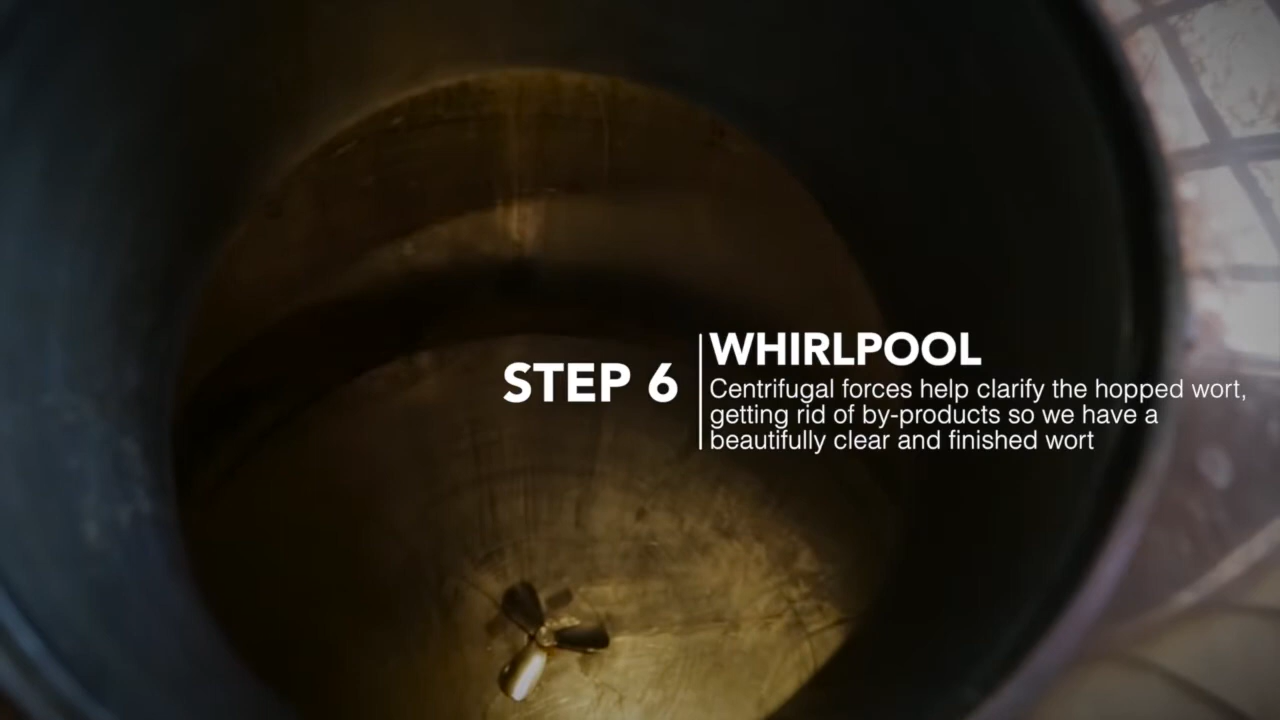 STEP 6
WHIRLPOOL
Centrifugal forces help clarify the hopped wort,
getting rid of by-products so we have a
beautifully clear and finished wort